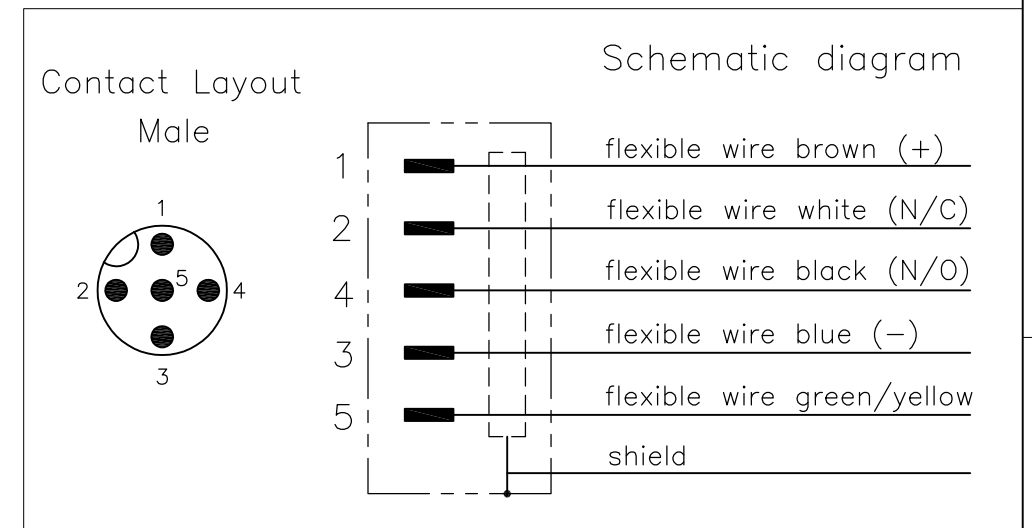 Contact Layout
Male
1
2
5
4
3
Schematic diagram
1 flexible wire brown (+)
2 flexible wire white (N/C)
4 flexible wire black (N/O)
3 flexible wire blue (−)
5 flexible wire green/yellow
shield